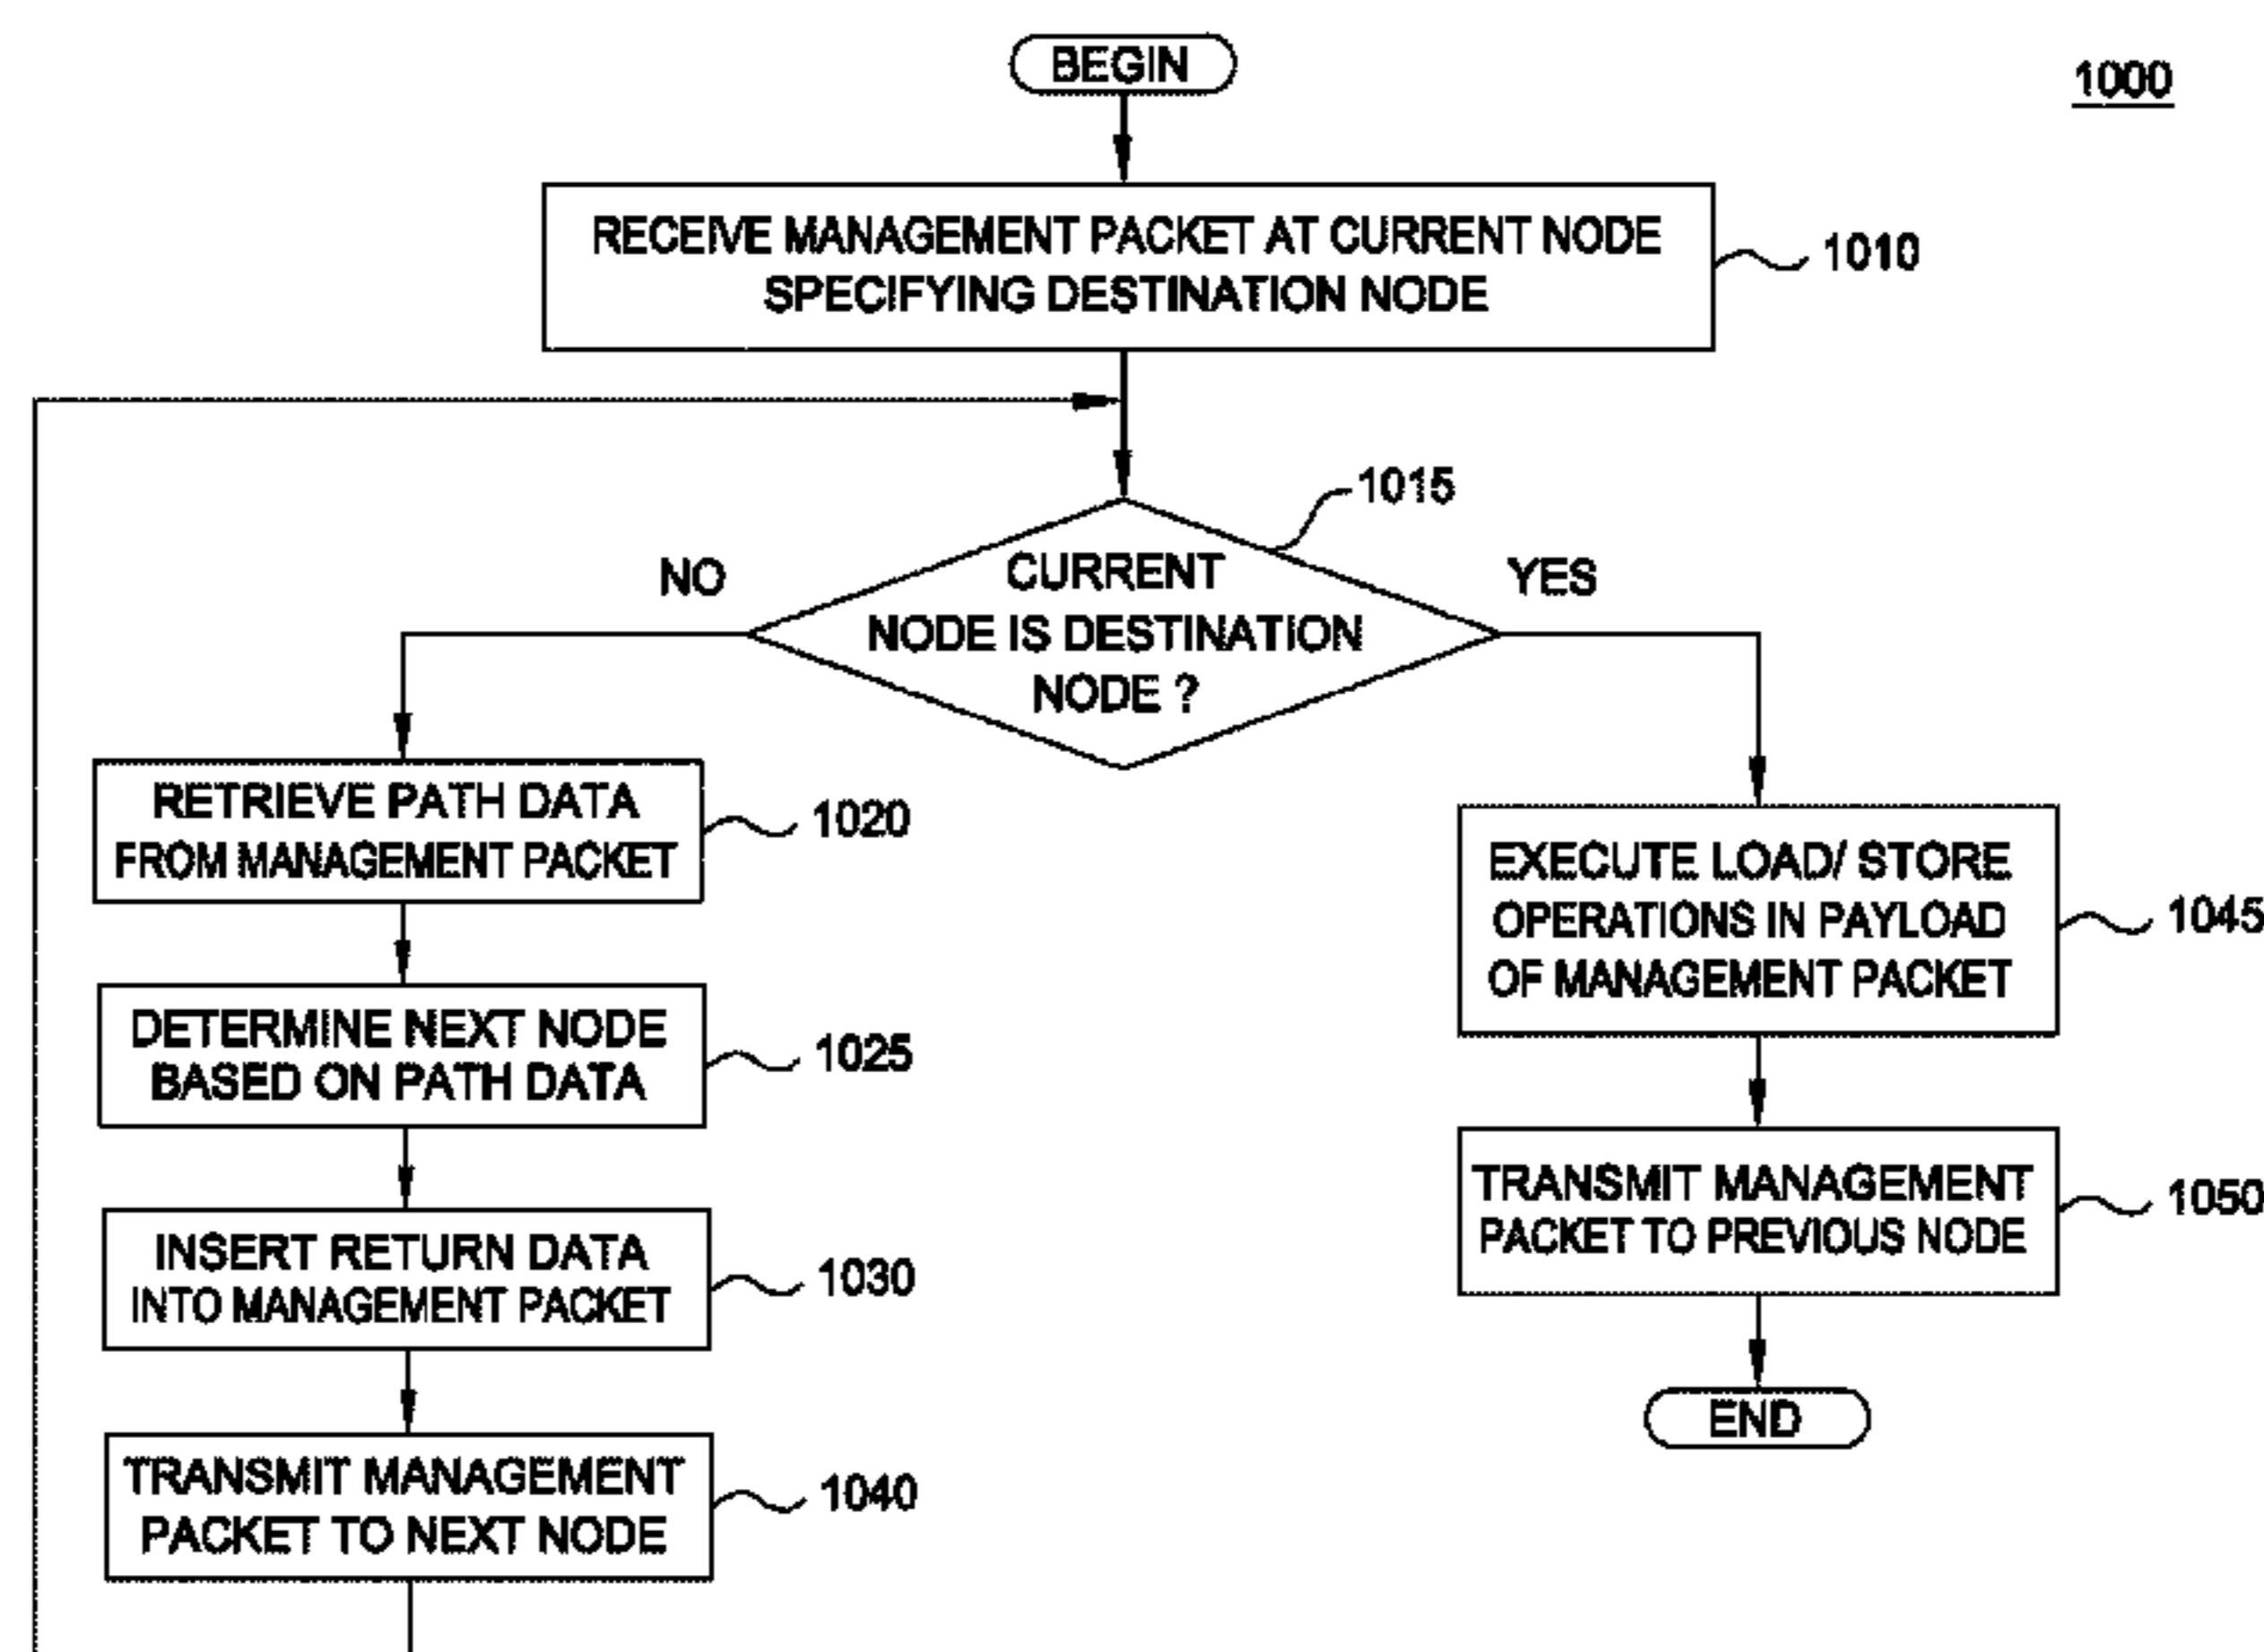 BEGIN
1000
RECEIVE MANAGEMENT PACKET AT CURRENT NODE
SPECIFYING DESTINATION NODE
1010
1015
CURRENT
NODE IS DESTINATION
NODE ?
NO
YES
RETRIEVE PATH DATA
FROM MANAGEMENT PACKET
1020
DETERMINE NEXT NODE
BASED ON PATH DATA
1025
INSERT RETURN DATA
INTO MANAGEMENT PACKET
1030
TRANSMIT MANAGEMENT
PACKET TO NEXT NODE
1040
EXECUTE LOAD/ STORE
OPERATIONS IN PAYLOAD
OF MANAGEMENT PACKET
1045
TRANSMIT MANAGEMENT
PACKET TO PREVIOUS NODE
1050
END